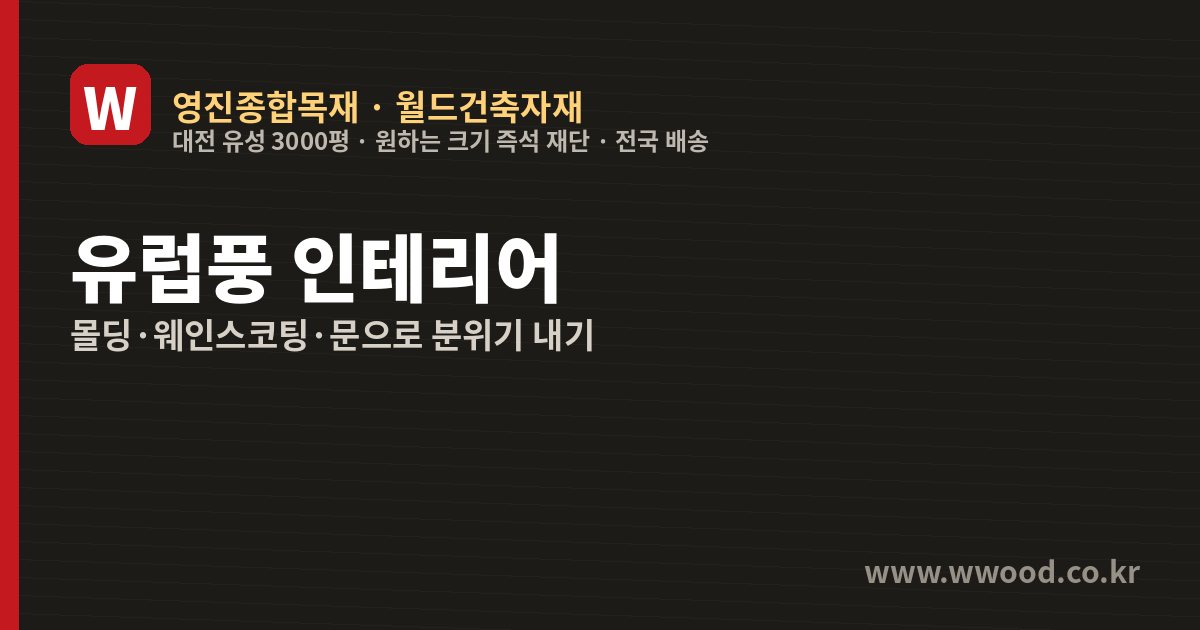 W
영진종합목재 · 월드건축자재
대전 유성 3000평 · 원하는 크기 즉석 재단 · 전국 배송
유럽풍 인테리어
몰딩·웨인스코팅·문으로 분위기 내기
www.wwood.co.kr